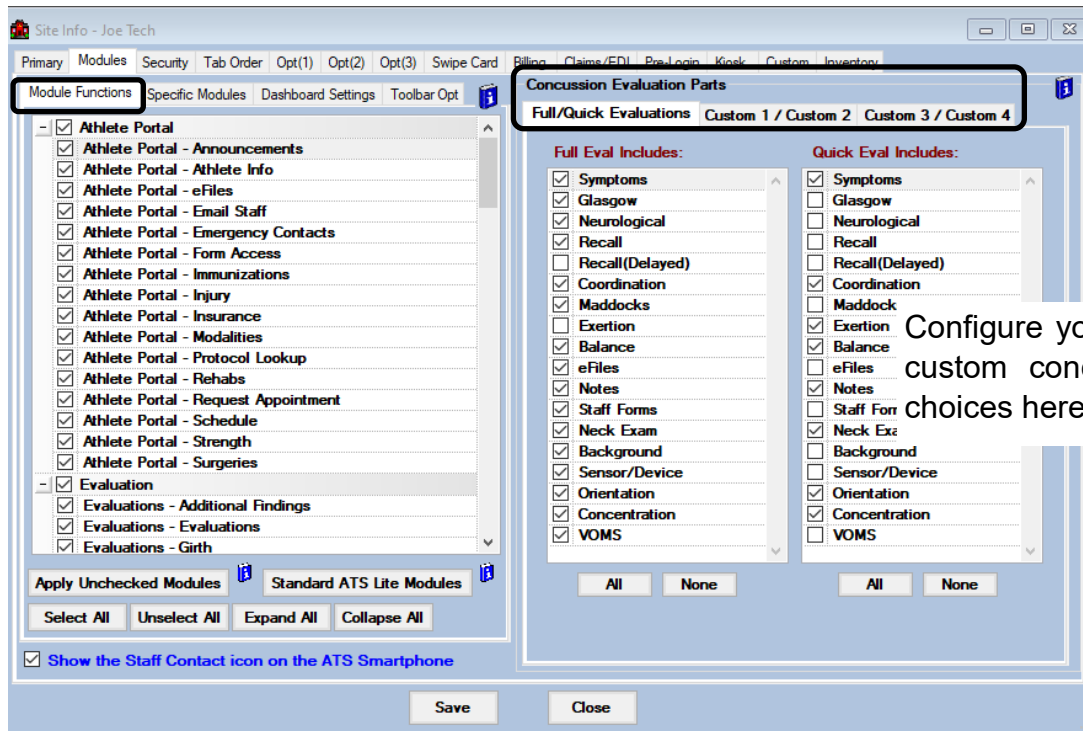 Site Info - Joe Tech
Primary Modules Security Tab Order Opt(1) Opt(2) Opt(3) Swipe Card Billing Claims/EDI Pre-Login Kiosk Custom Inventory
Module Functions Specific Modules Dashboard Settings Toolbar Opt
Athlete Portal
Athlete Portal - Announcements
Athlete Portal - Athlete Info
Athlete Portal - eFiles
Athlete Portal - Email Staff
Athlete Portal - Emergency Contacts
Athlete Portal - Form Access
Athlete Portal - Immunizations
Athlete Portal - Injury
Athlete Portal - Insurance
Athlete Portal - Modalities
Athlete Portal - Protocol Lookup
Athlete Portal - Rehabs
Athlete Portal - Request Appointment
Athlete Portal - Schedule
Athlete Portal - Strength
Athlete Portal - Surgeries
Evaluation
Evaluations - Additional Findings
Evaluations - Evaluations
Evaluations - Girth
Apply Unchecked Modules Standard ATS Lite Modules
Select All Unselect All Expand All Collapse All
Show the Staff Contact icon on the ATS Smartphone
Concussion Evaluation Parts
Full/Quick Evaluations Custom 1 / Custom 2 Custom 3 / Custom 4
Full Eval Includes:
Symptoms
Glasgow
Neurological
Recall
Recall(Delayed)
Coordination
Maddocks
Exertion
Balance
eFiles
Notes
Staff Forms
Neck Exam
Background
Sensor/Device
Orientation
Concentration
VOMS
All None
Quick Eval Includes:
Symptoms
Glasgow
Neurological
Recall
Recall(Delayed)
Coordination
Maddock
Exertion
Balance
eFiles
Notes
Staff
Neck
Background
Sensor/Device
Orientation
Concentration
VOMS
All None
Configure
custom
choices here
Save Close